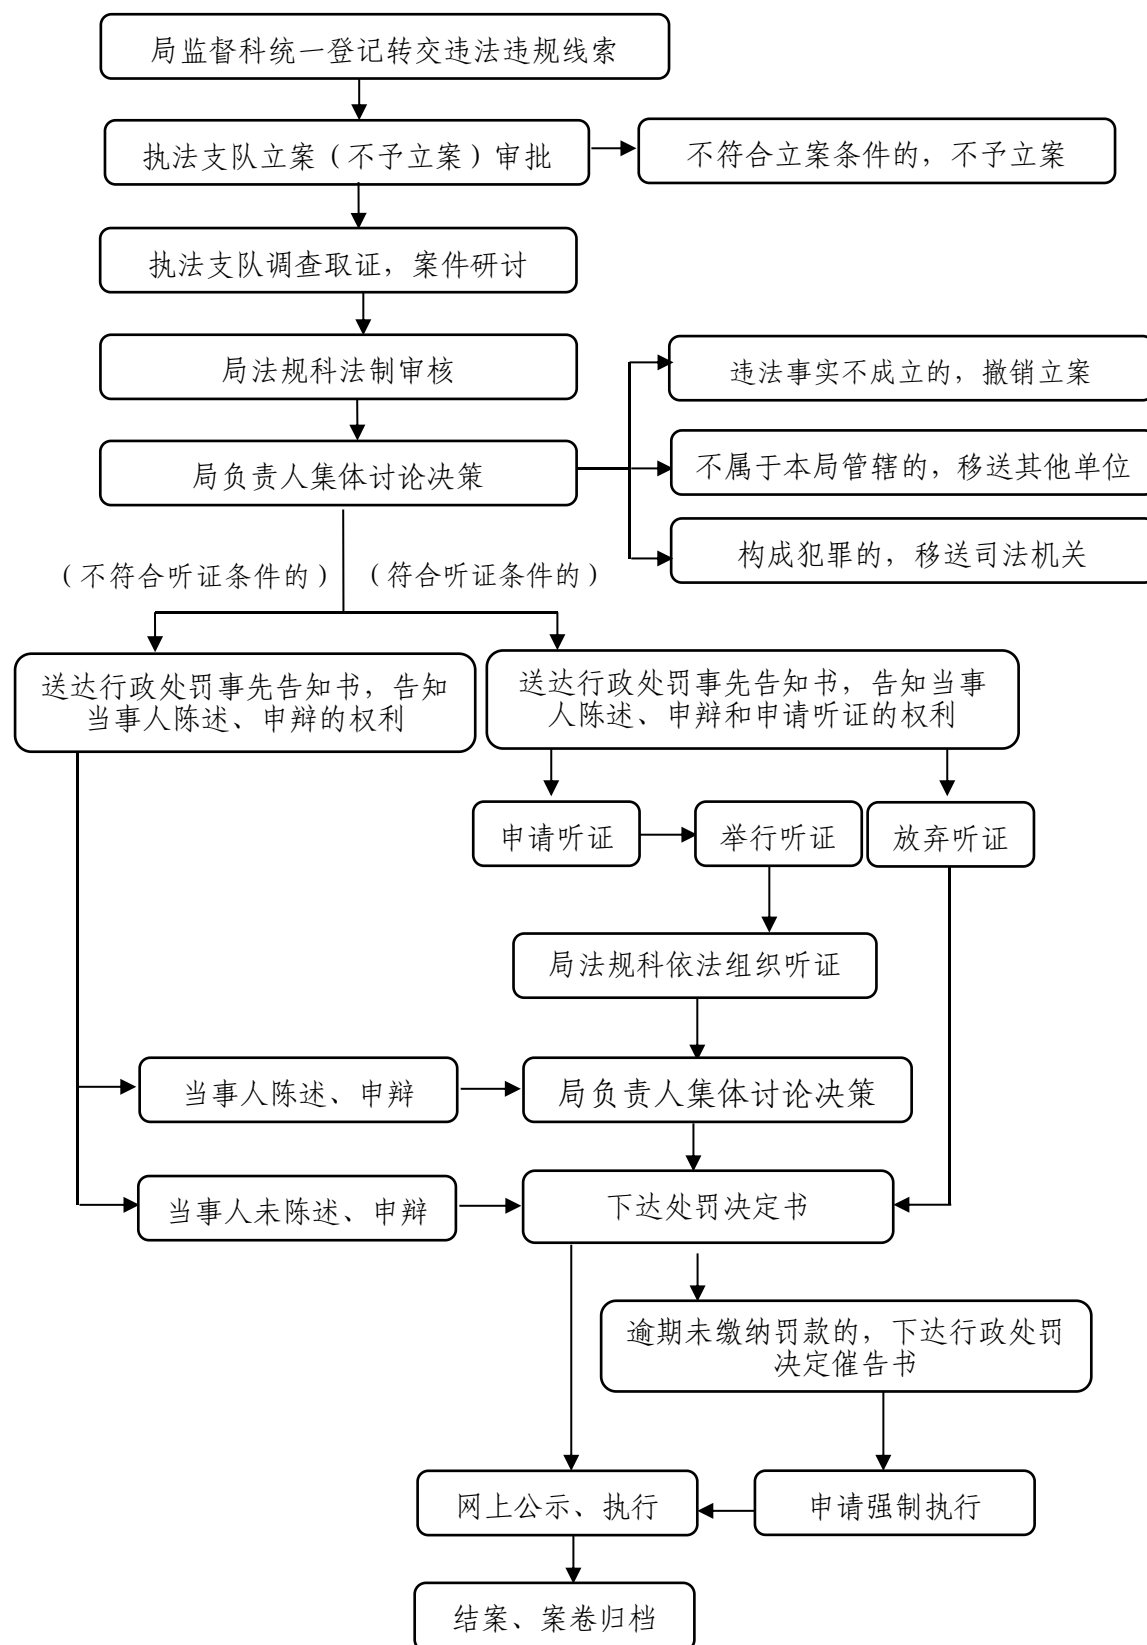 局监督科统一登记转交违法违规线索
执法支队立案（不予立案）审批
不符合立案条件的，不予立案
执法支队调查取证，案件研讨
局法规科法制审核
违法事实不成立的，撤销立案
局负责人集体讨论决策
不属于本局管辖的，移送其他单位
构成犯罪的，移送司法机关
（不符合听证条件的）
（符合听证条件的）
送达行政处罚事先告知书，告知
当事人陈述、申辩的权利
送达行政处罚事先告知书，告知当事
人陈述、申辩和申请听证的权利
申请听证
举行听证
放弃听证
局法规科依法组织听证
当事人陈述、申辩
局负责人集体讨论决策
当事人未陈述、申辩
下达处罚决定书
逾期未缴纳罚款的，下达行政处罚
决定催告书
网上公示、执行
申请强制执行
结案、案卷归档